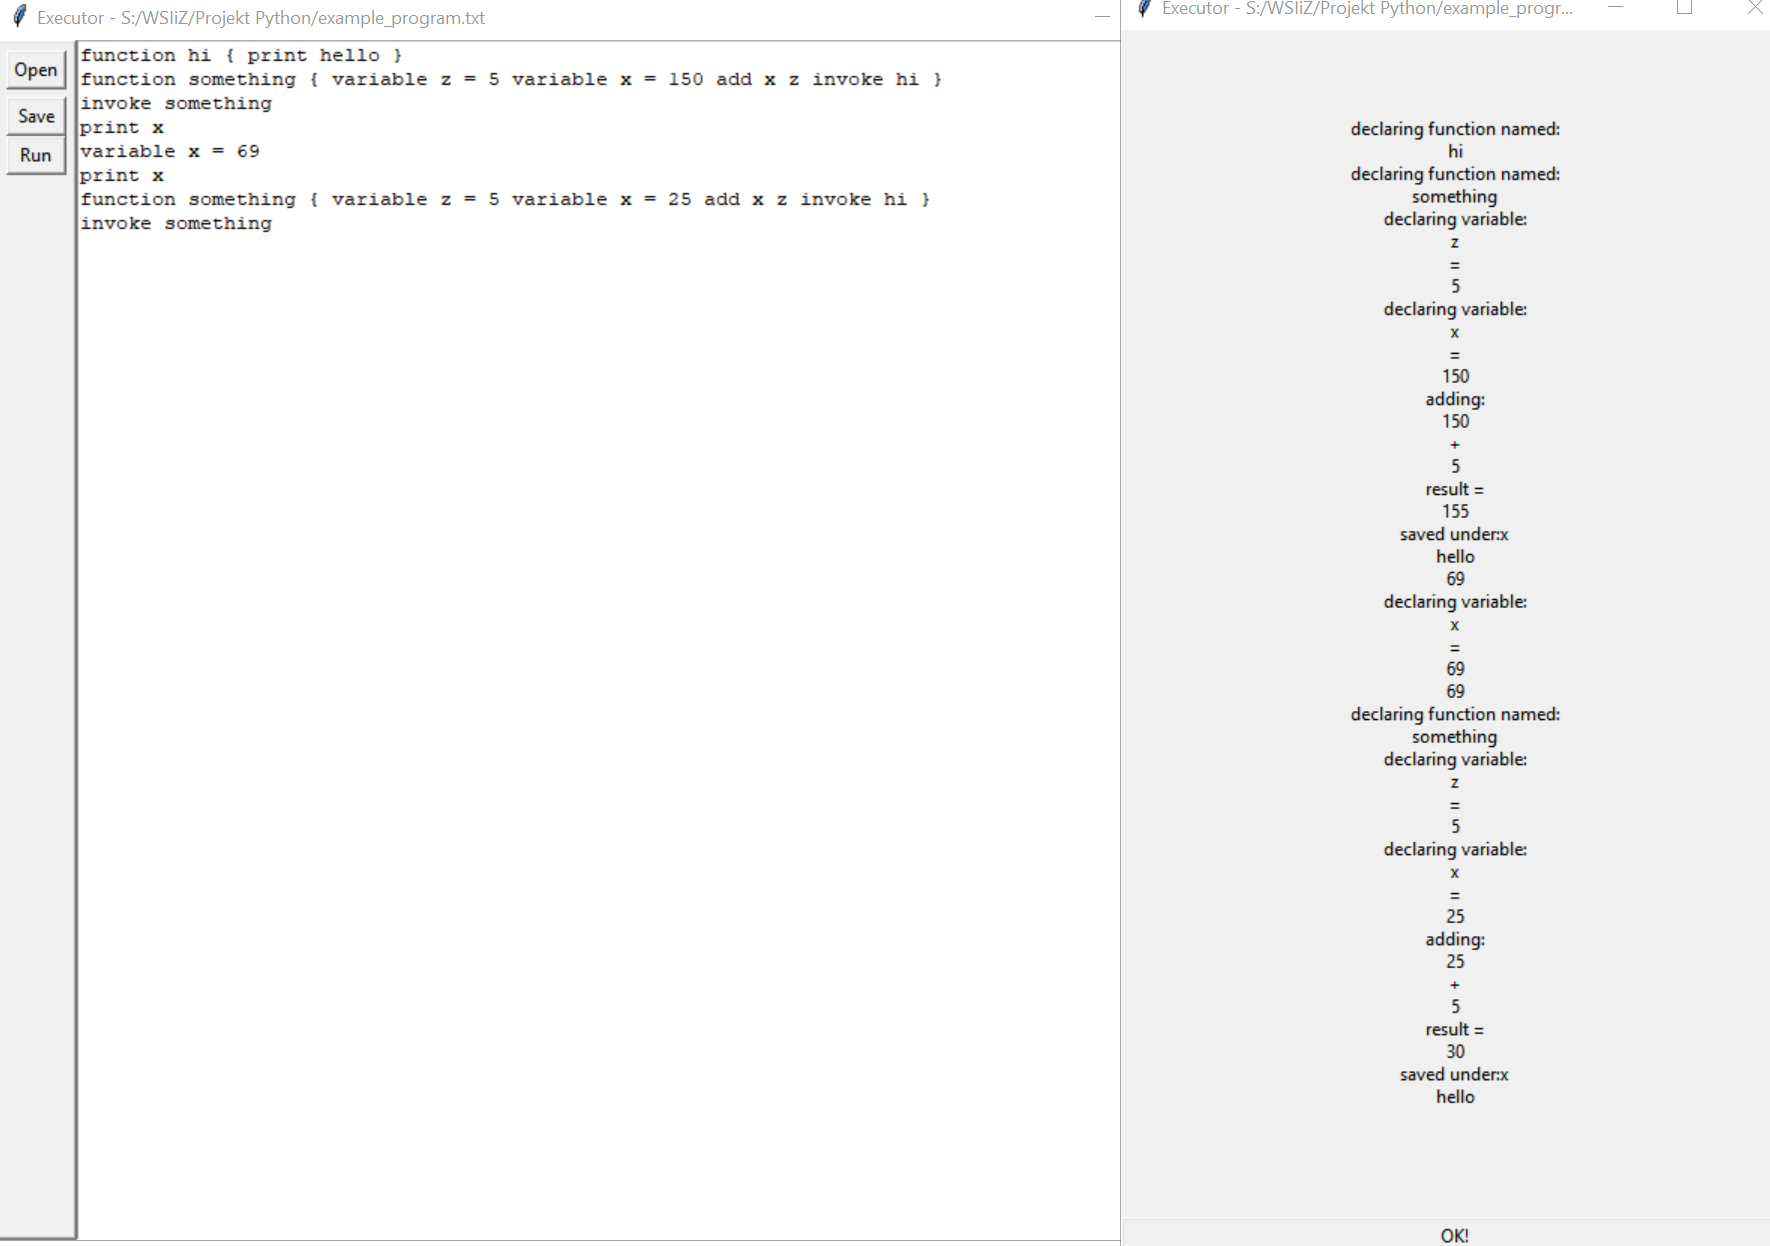 Executor - S:/WSIiZ/Projekt Python/example_program.txt
Open
Save
Run
function hi { print hello }
function something { variable z = 5 variable x = 150 add x z invoke hi }
invoke something
print x
variable x = 69
print x
function something { variable z = 5 variable x = 25 add x z invoke hi }
invoke something
Executor - S:/WSIiZ/Projekt Python/example_progr...
declaring function named:
hi
declaring function named:
something
declaring variable:
z
=
5
declaring variable:
x
=
150
adding:
150
+
5
result =
155
saved under:x
hello
69
declaring variable:
x
=
69
69
declaring function named:
something
declaring variable:
z
=
5
declaring variable:
x
=
25
adding:
25
+
5
result =
30
saved under:x
hello
OK!